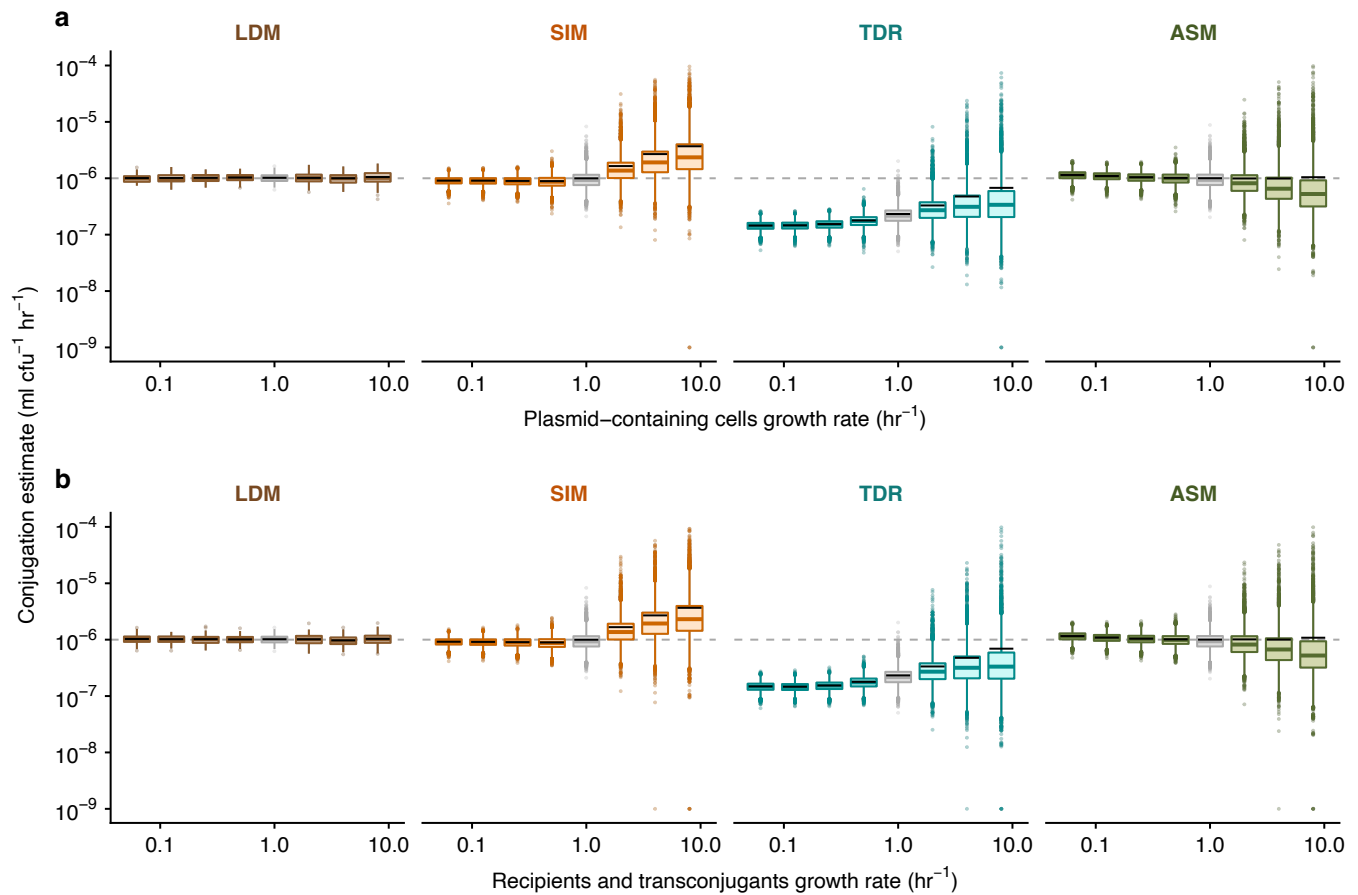 a
LDM SIM TDR ASM
10⁻⁴
10⁻⁵
10⁻⁶
10⁻⁷
10⁻⁸
10⁻⁹
0.1 1.0 10.0 0.1 1.0 10.0 0.1 1.0 10.0 0.1 1.0 10.0
Plasmid−containing cells growth rate (hr⁻¹)
Conjugation estimate (ml cfu⁻¹ hr⁻¹)
b
LDM SIM TDR ASM
10⁻⁴
10⁻⁵
10⁻⁶
10⁻⁷
10⁻⁸
10⁻⁹
0.1 1.0 10.0 0.1 1.0 10.0 0.1 1.0 10.0 0.1 1.0 10.0
Recipients and transconjugants growth rate (hr⁻¹)